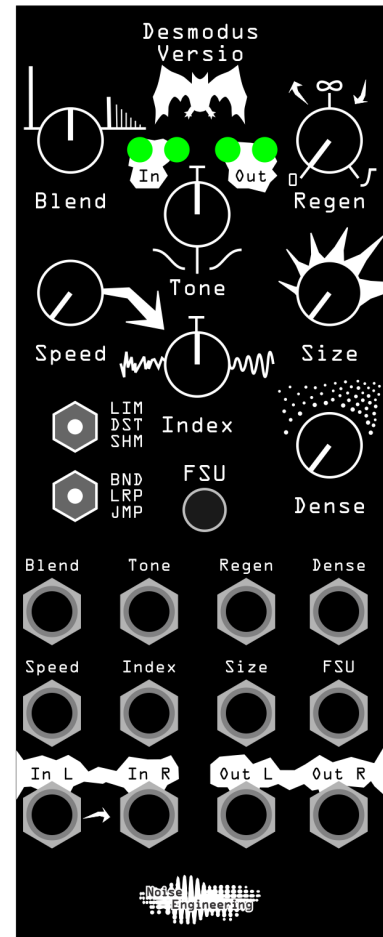 Desmodus
Versio
In
Out
Blend
Regen
Tone
Speed
Size
LIM
DST
SHM
Index
BND
LRP
JMP
FSU
Dense
Blend Tone Regen Dense
Speed Index Size FSU
In L In R Out L Out R
Noise
Engineering